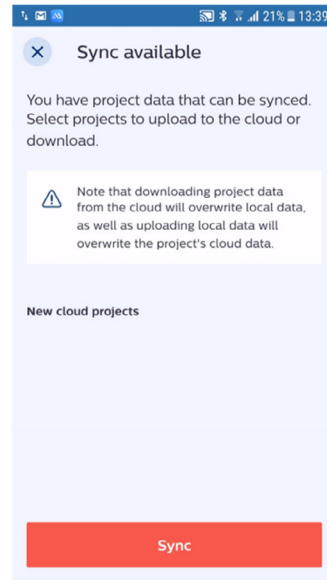 21% 13:39
Sync available
You have project data that can be synced.
Select projects to upload to the cloud or
download.
Note that downloading project data
from the cloud will overwrite local data,
as well as uploading local data will
overwrite the project's cloud data.
New cloud projects
Sync